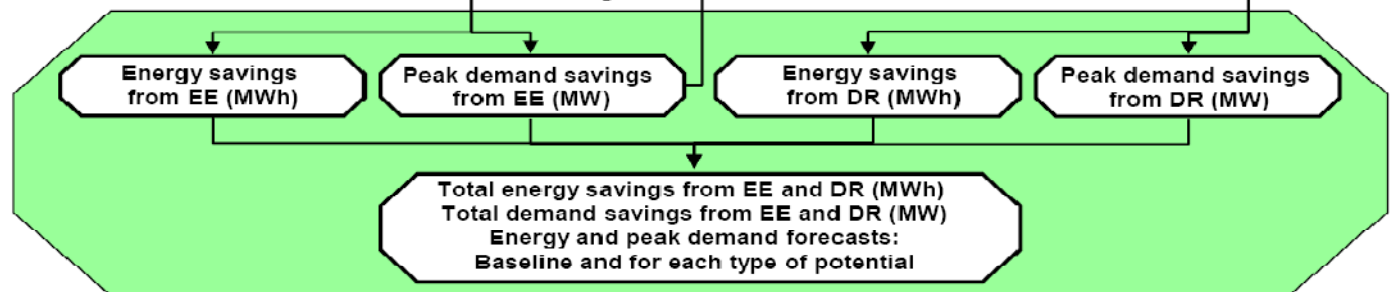 Energy savings
from EE (MWh)
Peak demand savings
from EE (MW)
Energy savings
from DR (MWh)
Peak demand savings
from DR (MW)
Total energy savings from EE and DR (MWh)
Total demand savings from EE and DR (MW)
Energy and peak demand forecasts:
Baseline and for each type of potential